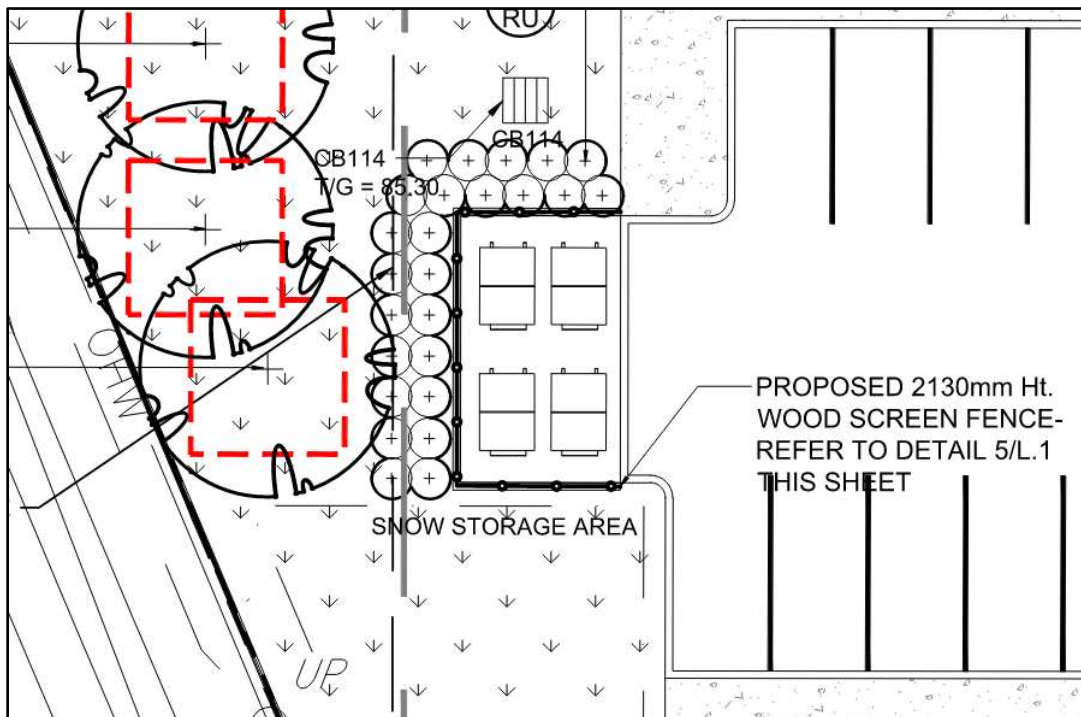 RU
CB114
CB114
T/G = 85.30
OHW
PROPOSED 2130mm Ht.
WOOD SCREEN FENCE-
REFER TO DETAIL 5/L.1
THIS SHEET
SNOW STORAGE AREA
UP